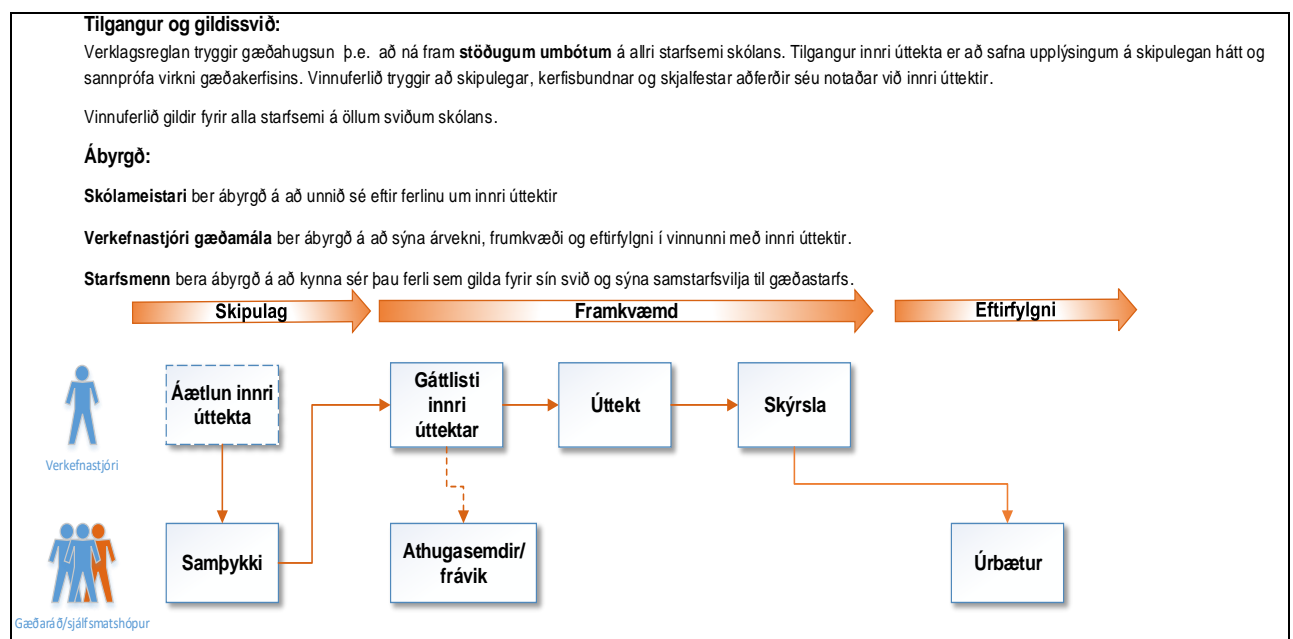 Tilgangur og gildissvið:
Verklagsreglan tryggir gæðahugsun þ.e. að ná fram stöðugum umbótum á allri starfsemi skólans. Tilgangur innri úttekta er að safna upplýsingum á skipulegan hátt og
sannprófa virkni gæðakerfisins. Vinnuferlið tryggir að skipulegar, kerfisbundnar og skjalfestar aðferðir séu notaðar við innri úttektir.
Vinnuferlið gildir fyrir alla starfsemi á öllum sviðum skólans.
Ábyrgð:
Skólameistari ber ábyrgð á að unnið sé eftir ferlinu um innri úttektir
Verkefnastjóri gæðamála ber ábyrgð á að sýna árvekni, frumkvæði og eftirfylgni í vinnunni með innri úttektir.
Starfsmenn bera ábyrgð á að kynna sér þau ferli sem gilda fyrir sín svið og sýna samstarfsvilja til gæðastarfs.
Skipulag
Framkvæmd
Eftirfylgni
Verkefnastjóri
Áætlun innri
úttekta
Gáttlisti
innri
úttektar
Úttekt
Skýrsla
Gæðaráð/sjálfsmatshópur
Samþykki
Athugasemdir/
frávik
Úrbætur